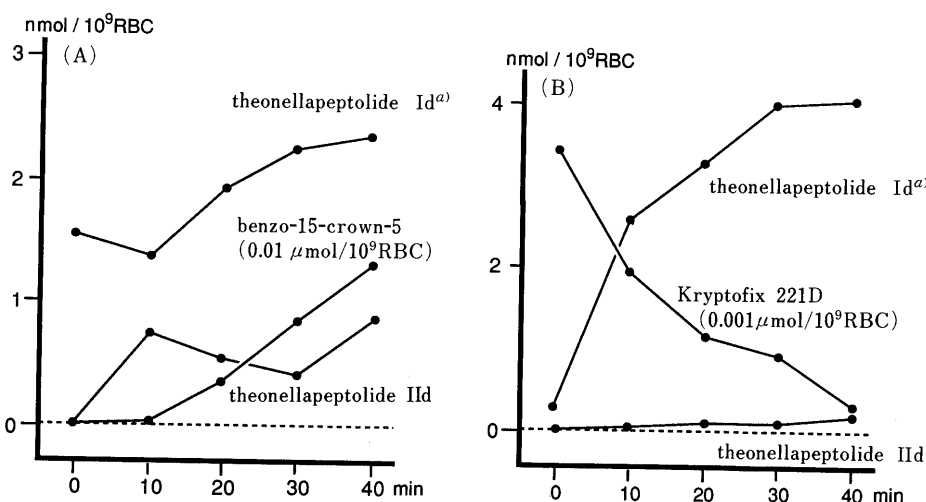 nmol / 10⁹RBC
(A)
3
2
1
0
theonellapeptolide Idᵃ⁾
benzo-15-crown-5
(0.01 μmol/10⁹RBC)
theonellapeptolide IId
0 10 20 30 40 min
nmol / 10⁹RBC
(B)
4
2
0
theonellapeptolide Idᵃ⁾
Kryptofix 221D
(0.001μmol/10⁹RBC)
theonellapeptolide IId
0 10 20 30 40 min